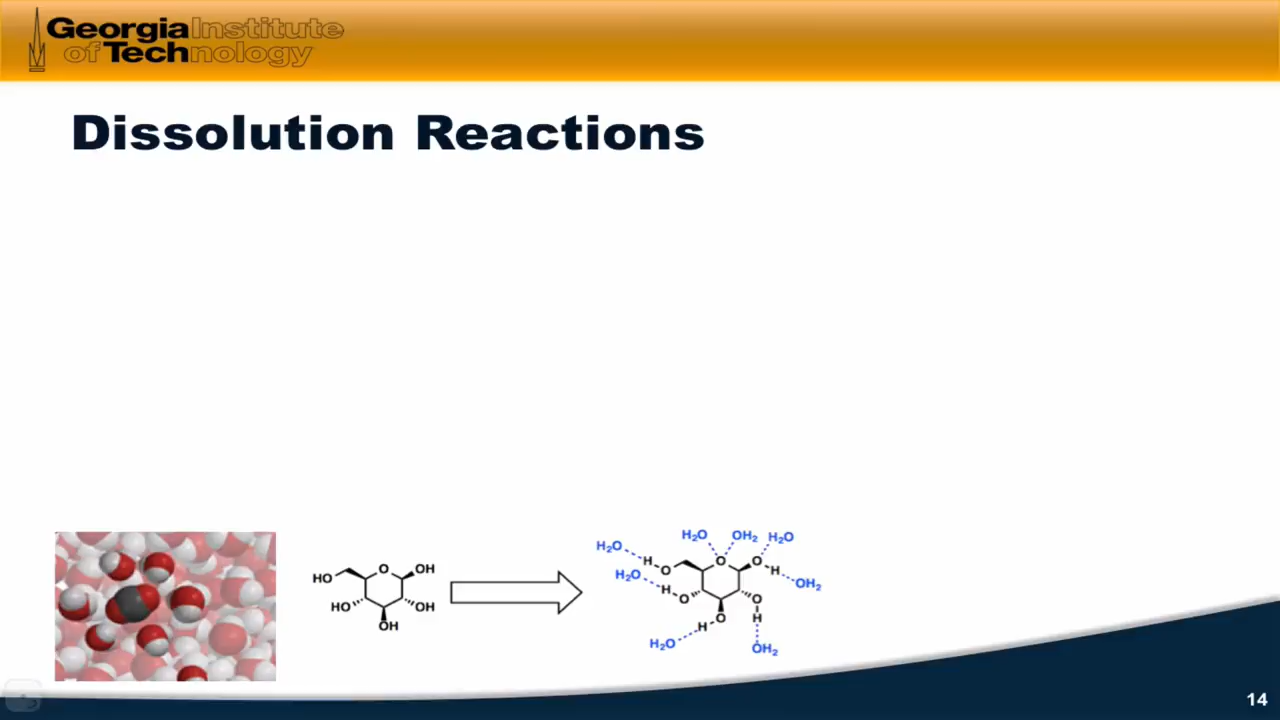 Georgia Institute
of Technology
Dissolution Reactions
HO
O
OH
HO
OH
OH
H₂O
H₂O
OH₂
H₂O
H
O
O
O
H
OH₂
H₂O
H
O
O
H
O
H
H₂O
OH₂
14